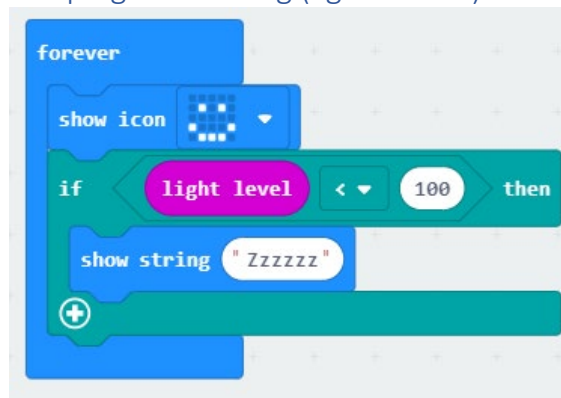 forever
show icon
if light level < 100 then
show string "Zzzzzz"